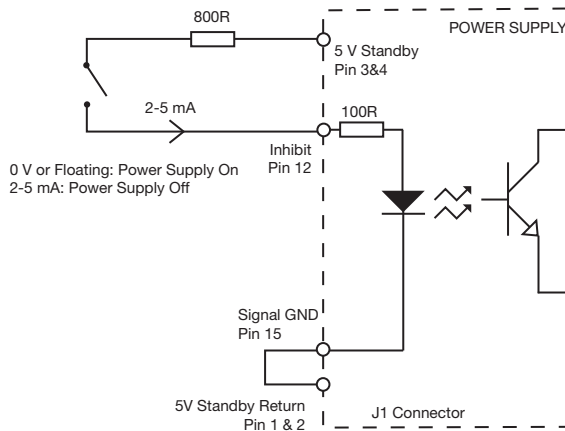 800R
POWER SUPPLY
5 V Standby
Pin 3&4
2-5 mA
100R
Inhibit
Pin 12
0 V or Floating: Power Supply On
2-5 mA: Power Supply Off
Signal GND
Pin 15
5V Standby Return
Pin 1 & 2
J1 Connector